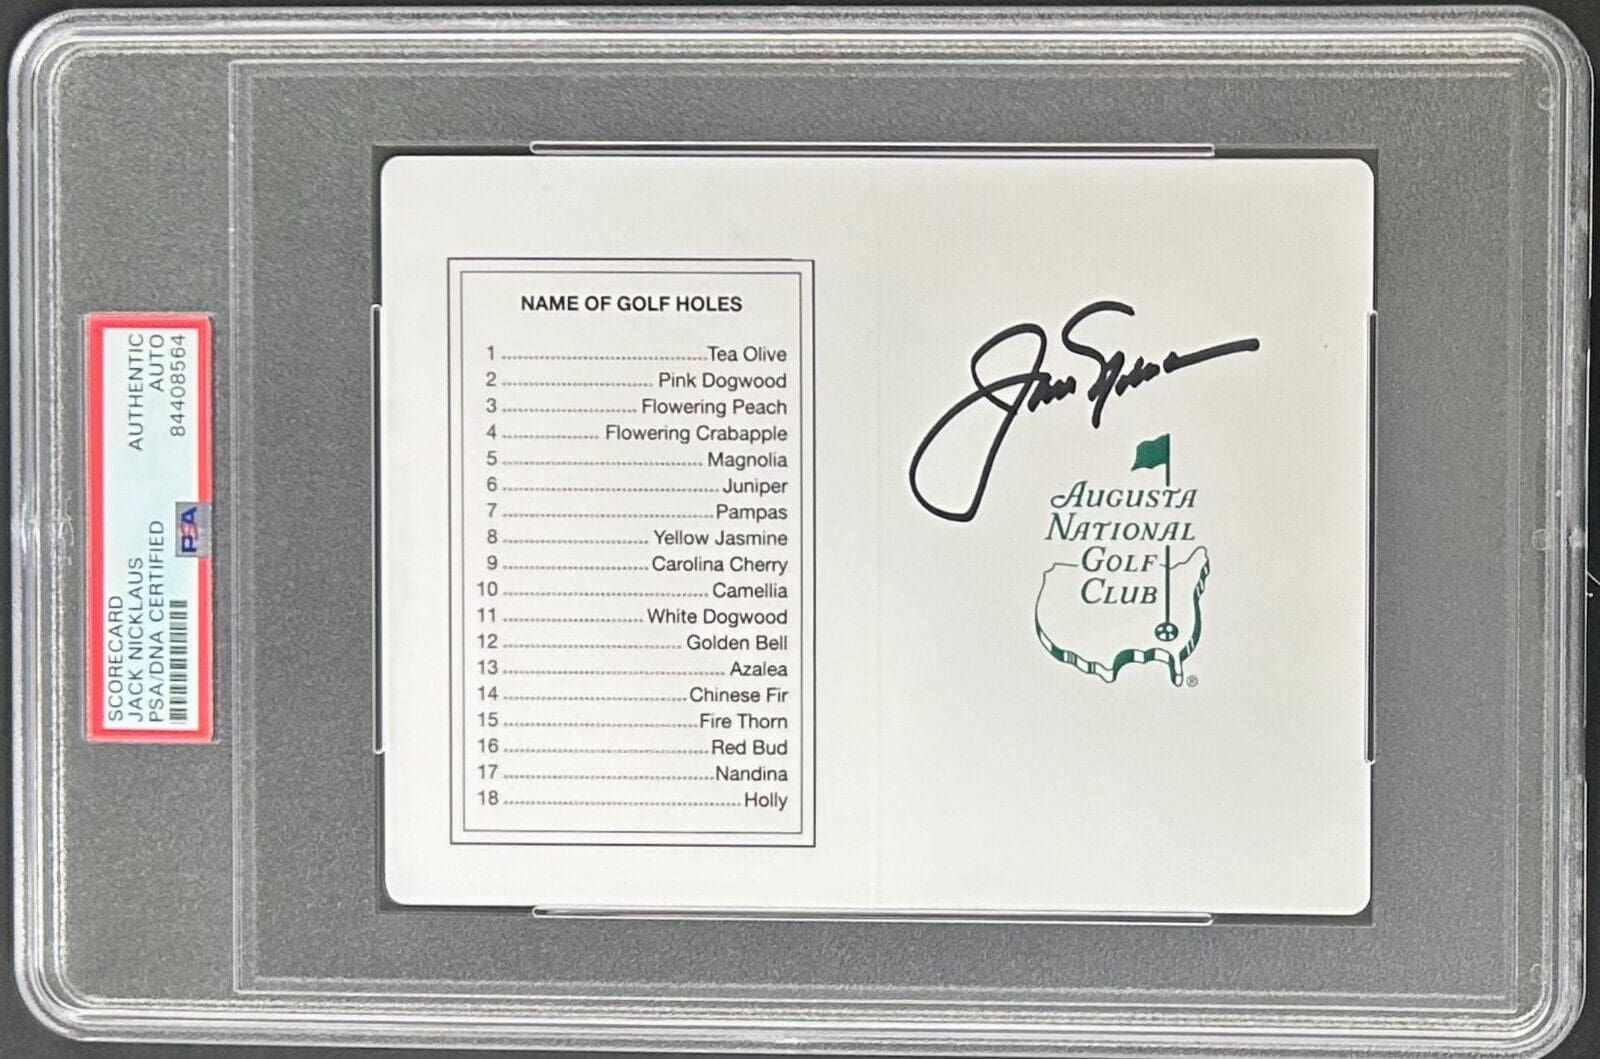 SCORECARD
JACK NICKLAUS
PSA/DNA CERTIFIED
AUTHENTIC
AUTO
84408564
PSA
NAME OF GOLF HOLES
1 Tea Olive
2 Pink Dogwood
3 Flowering Peach
4 Flowering Crabapple
5 Magnolia
6 Juniper
7 Pampas
8 Yellow Jasmine
9 Carolina Cherry
10 Camellia
11 White Dogwood
12 Golden Bell
13 Azalea
14 Chinese Fir
15 Fire Thorn
16 Red Bud
17 Nandina
18 Holly
AUGUSTA
NATIONAL
GOLF
CLUB
®